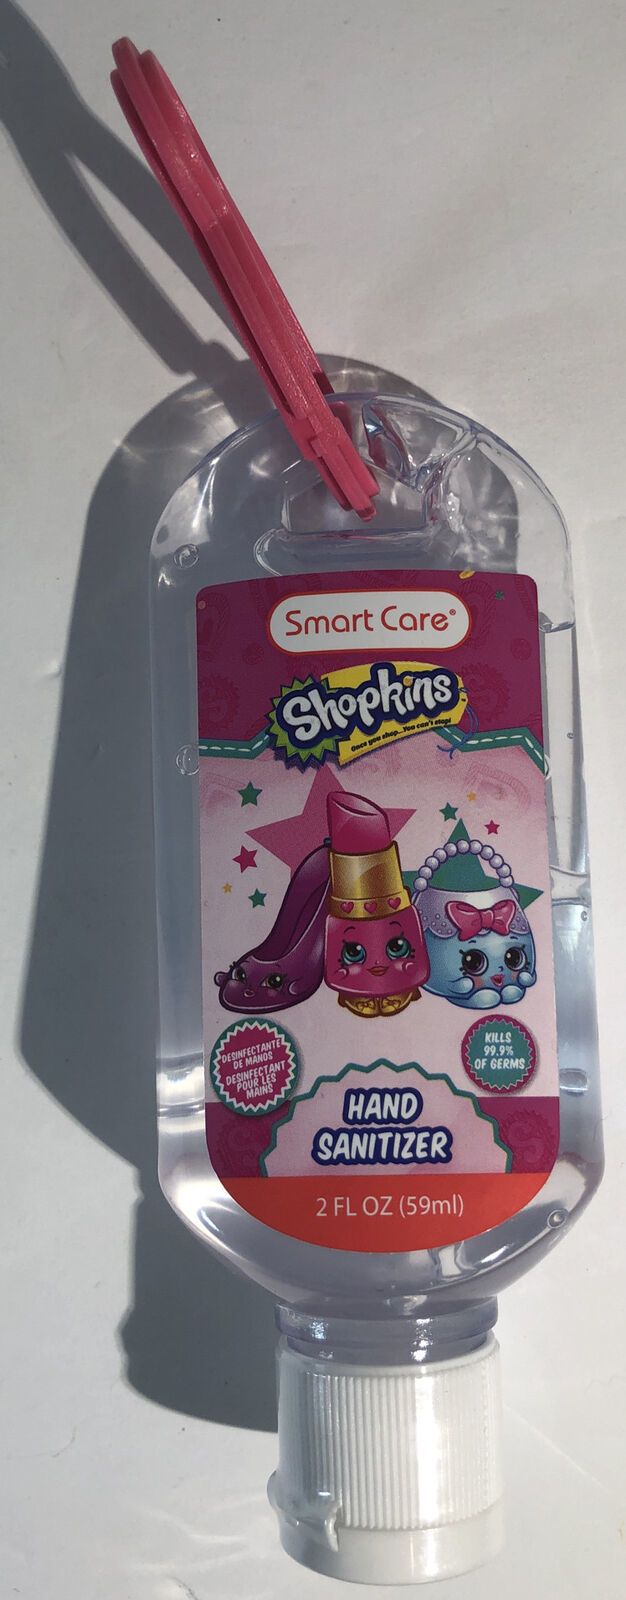 Smart Care®
Shopkins
Once you shop...You can't stop!
DESINFECTANTE
DE MANOS
DESINFECTANT
POUR LES
MAINS
KILLS
99.9%
OF GERMS
HAND
SANITIZER
2 FL OZ (59ml)